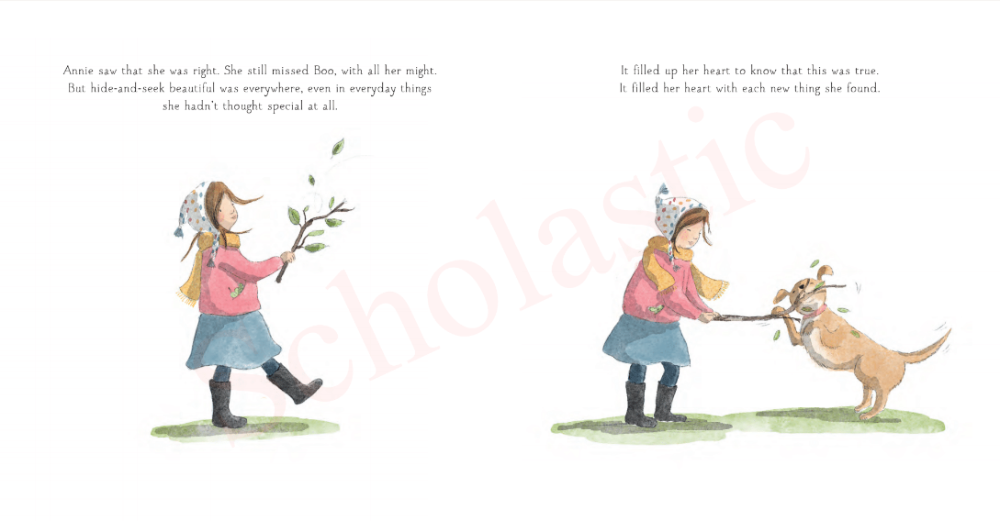 Annie saw that she was right. She still missed Boo, with all her might.
But hide-and-seek beautiful was everywhere, even in everyday things
she hadn't thought special at all.
It filled up her heart to know that this was true.
It filled her heart with each new thing she found.
Scholastic